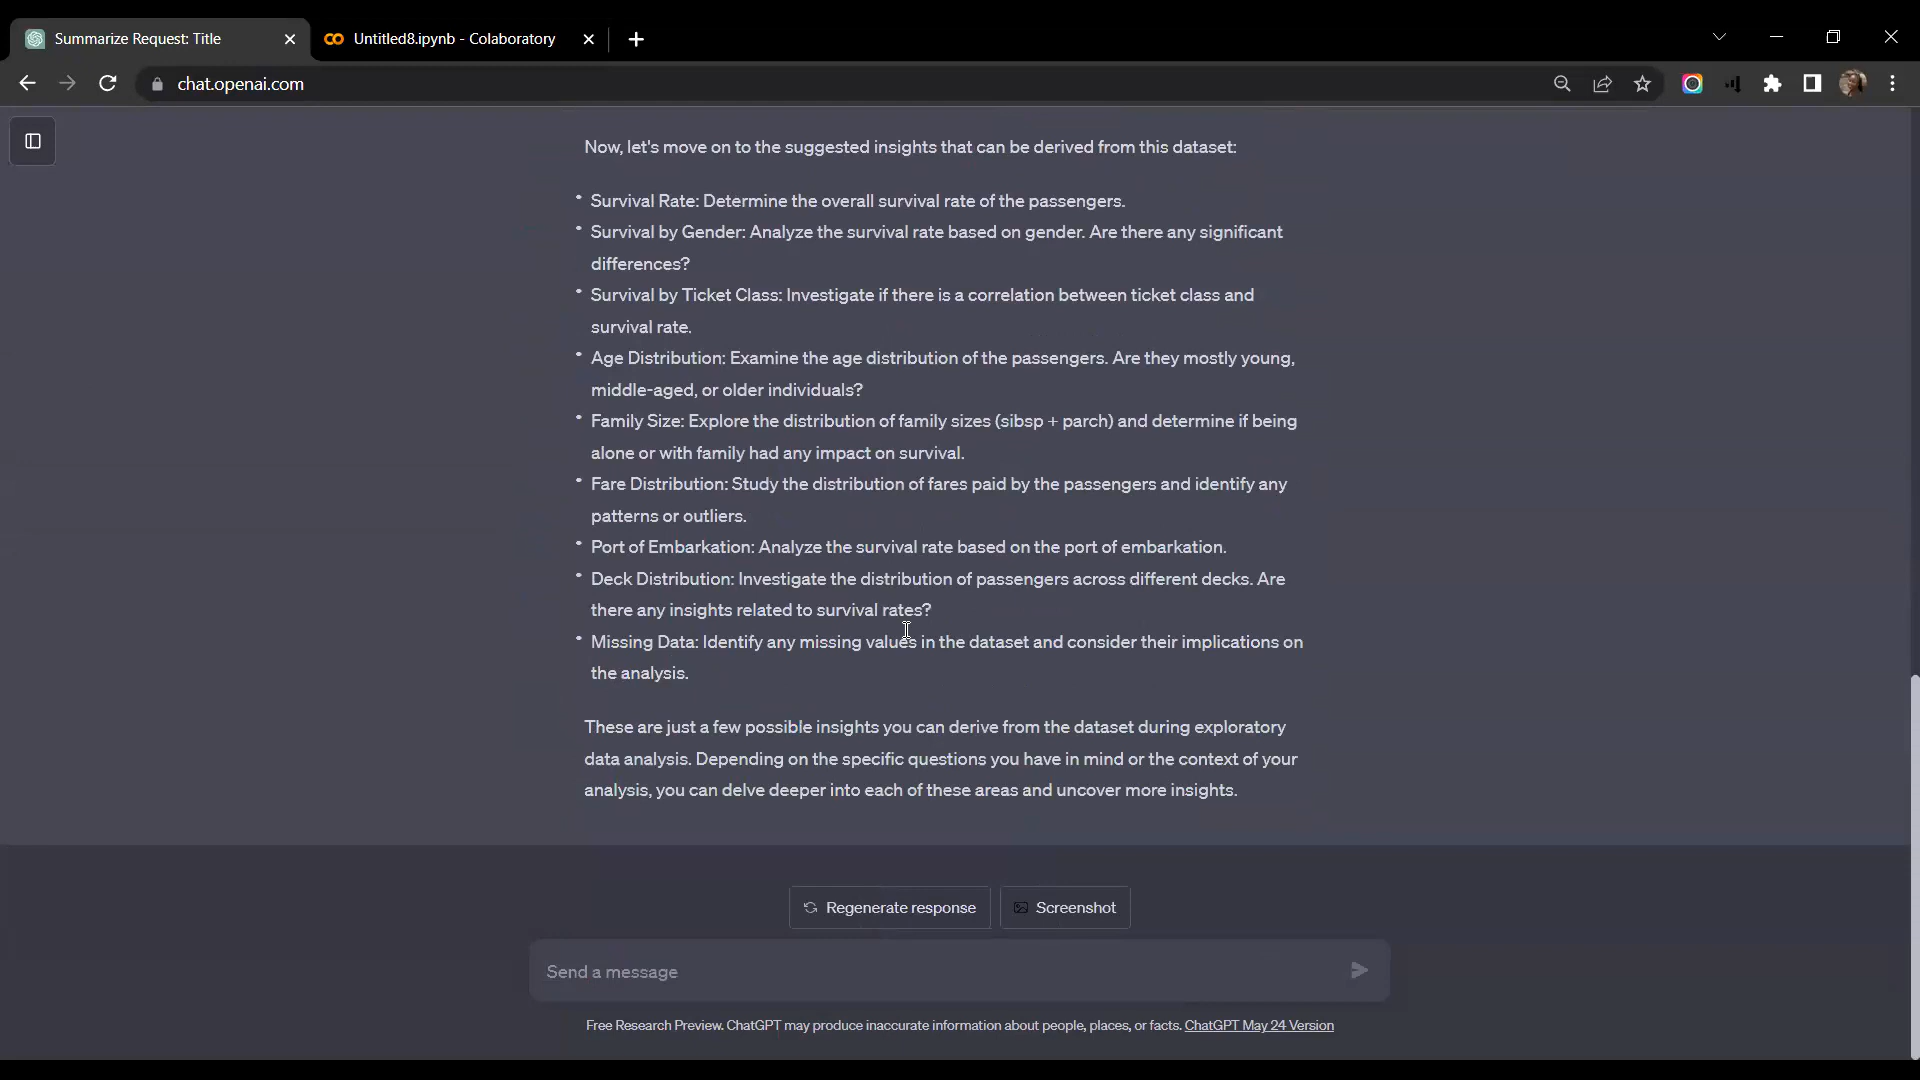 Summarize Request: Title
Untitled8.ipynb - Colaboratory
chat.openai.com
Now, let's move on to the suggested insights that can be derived from this dataset:
• Survival Rate: Determine the overall survival rate of the passengers.
• Survival by Gender: Analyze the survival rate based on gender. Are there any significant
differences?
• Survival by Ticket Class: Investigate if there is a correlation between ticket class and
survival rate.
• Age Distribution: Examine the age distribution of the passengers. Are they mostly young,
middle-aged, or older individuals?
• Family Size: Explore the distribution of family sizes (sibsp + parch) and determine if being
alone or with family had any impact on survival.
• Fare Distribution: Study the distribution of fares paid by the passengers and identify any
patterns or outliers.
• Port of Embarkation: Analyze the survival rate based on the port of embarkation.
• Deck Distribution: Investigate the distribution of passengers across different decks. Are
there any insights related to survival rates?
• Missing Data: Identify any missing values in the dataset and consider their implications on
the analysis.
These are just a few possible insights you can derive from the dataset during exploratory
data analysis. Depending on the specific questions you have in mind or the context of your
analysis, you can delve deeper into each of these areas and uncover more insights.
Regenerate response
Screenshot
Send a message
Free Research Preview. ChatGPT may produce inaccurate information about people, places, or facts. ChatGPT May 24 Version